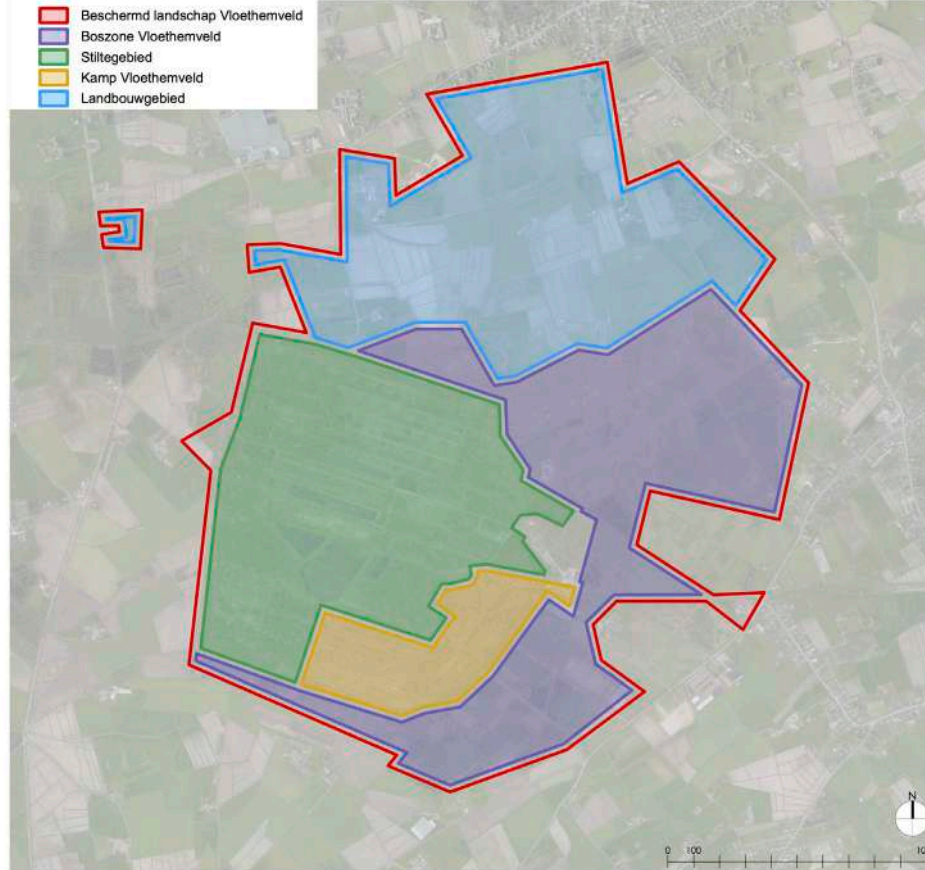 Beschermd landschap Vloethemveld
Boszone Vloethemveld
Stiltegebied
Kamp Vloethemveld
Landbouwgebied
N
0 100